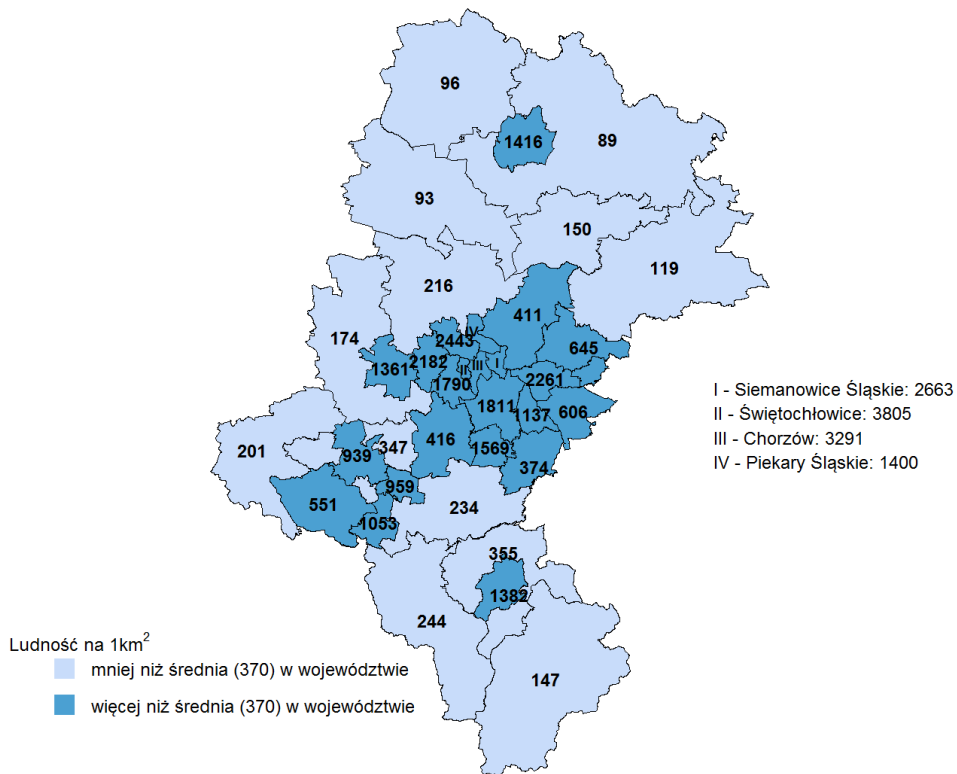 96
1416
89
93
150
119
216
411
174
IV
2443
645
1361
2182
III
I
II
1790
2261
1811
1137
606
416
201
347
939
1569
374
959
551
234
1053
355
1382
244
147
I - Siemanowice Śląskie: 2663
II - Świętochłowice: 3805
III - Chorzów: 3291
IV - Piekary Śląskie: 1400
Ludność na 1km²
mniej niż średnia (370) w województwie
więcej niż średnia (370) w województwie